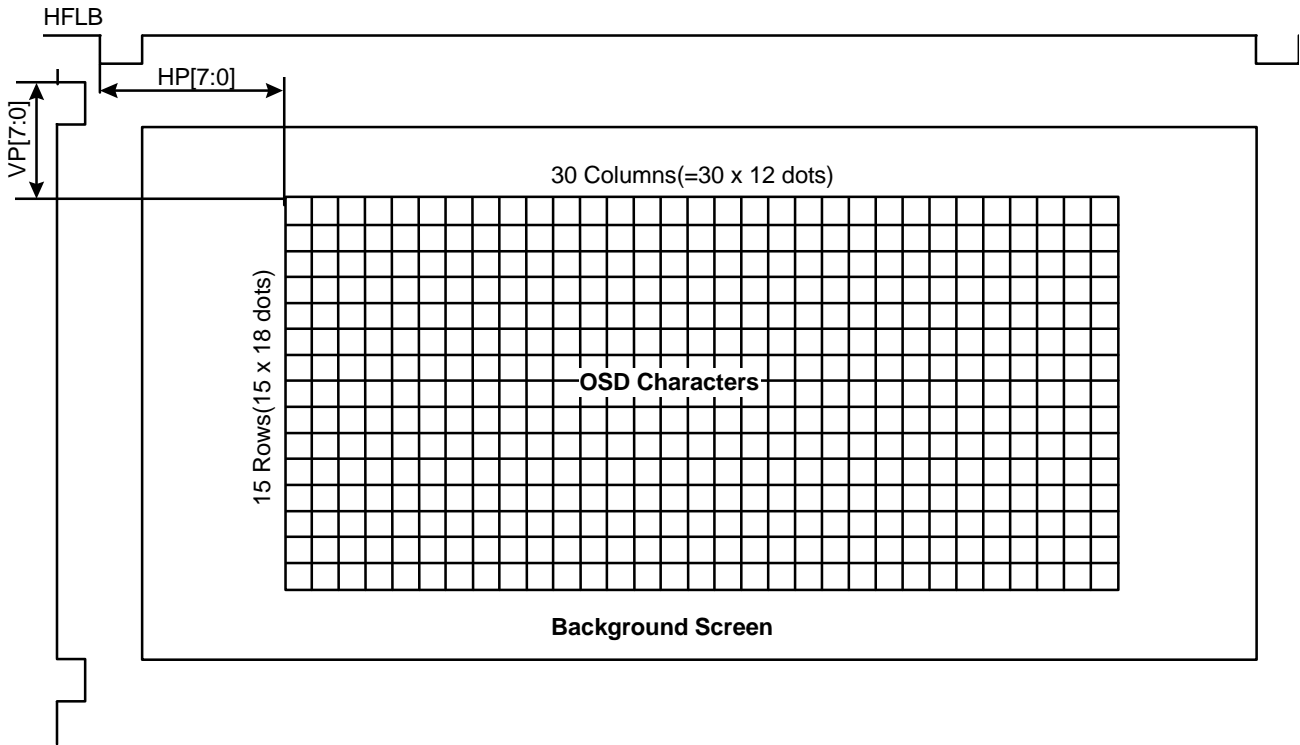 HFLB
HP[7:0]
VP[7:0]
30 Columns(=30 x 12 dots)
15 Rows(15 x 18 dots)
OSD Characters
Background Screen